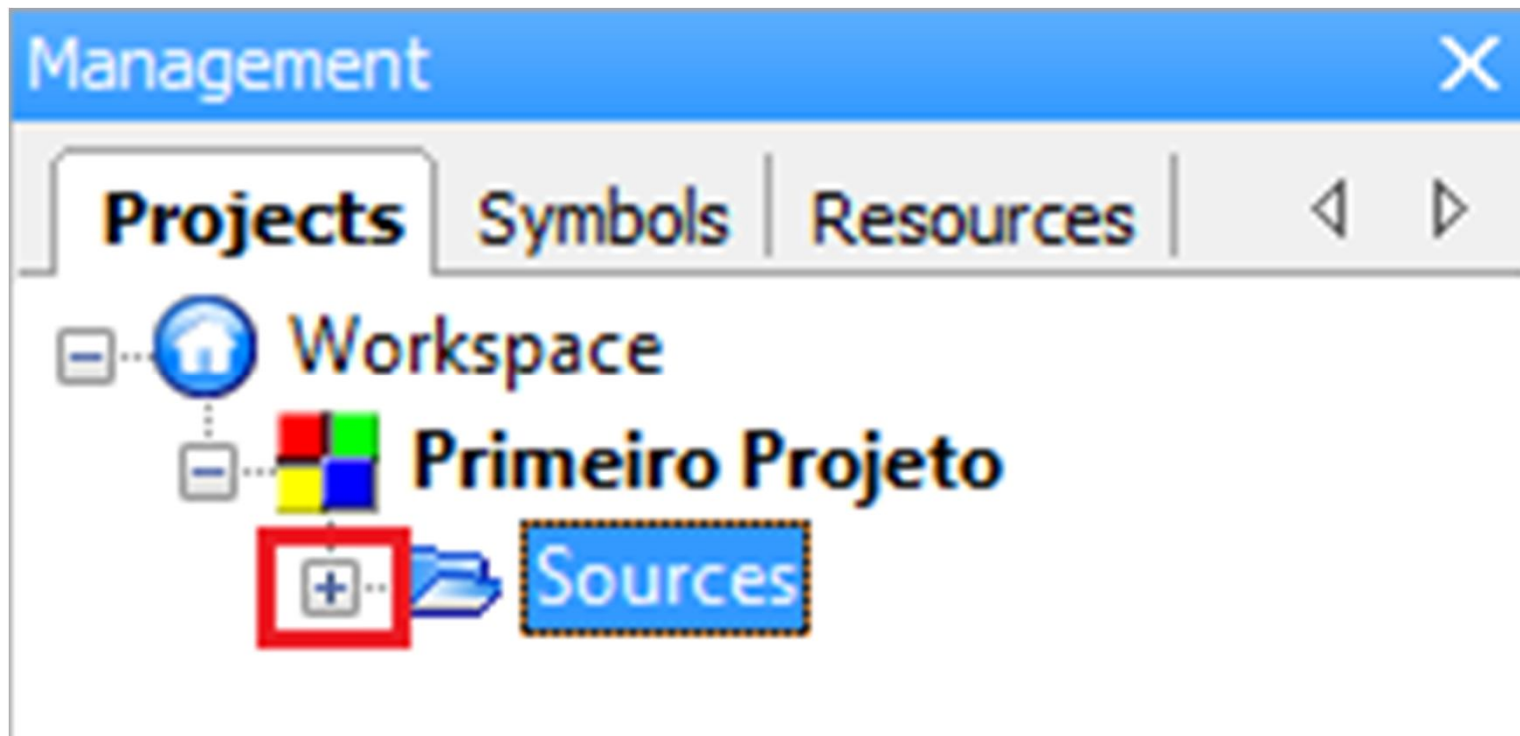 Management
Projects Symbols Resources
Workspace
Primeiro Projeto
Sources